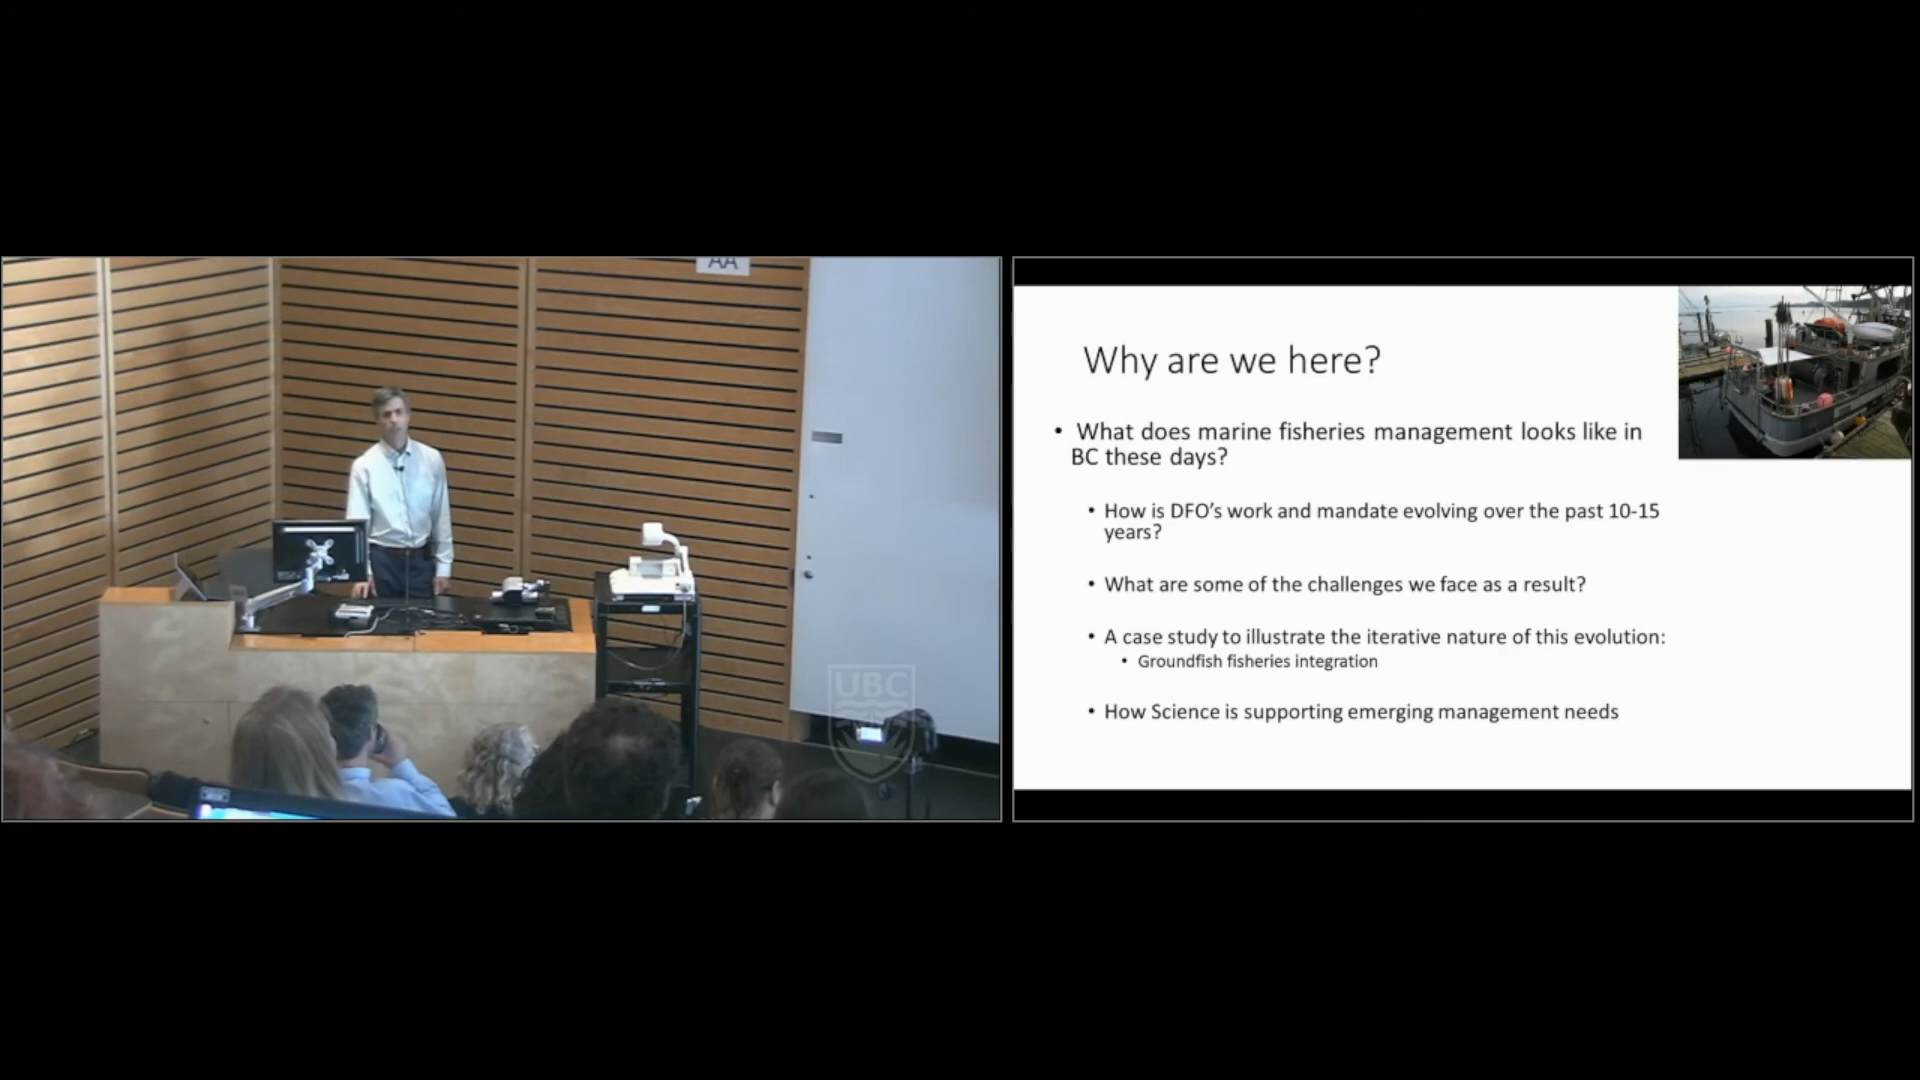 AA
UBC
Why are we here?
• What does marine fisheries management looks like in
BC these days?
• How is DFO’s work and mandate evolving over the past 10-15
years?
• What are some of the challenges we face as a result?
• A case study to illustrate the iterative nature of this evolution:
• Groundfish fisheries integration
• How Science is supporting emerging management needs